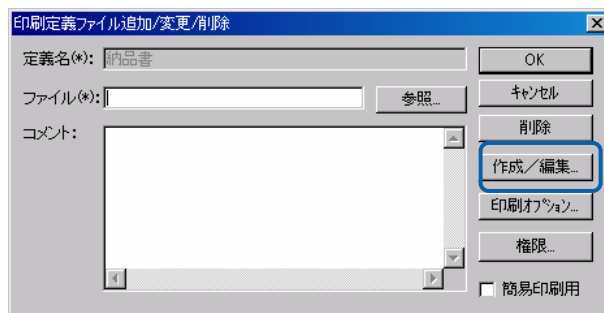 印刷定義ファイル追加/変更/削除
定義名(*): 納品書
ファイル(*):
参照...
コメント:
OK
キャンセル
削除
作成/編集...
印刷オプション...
権限...
簡易印刷用